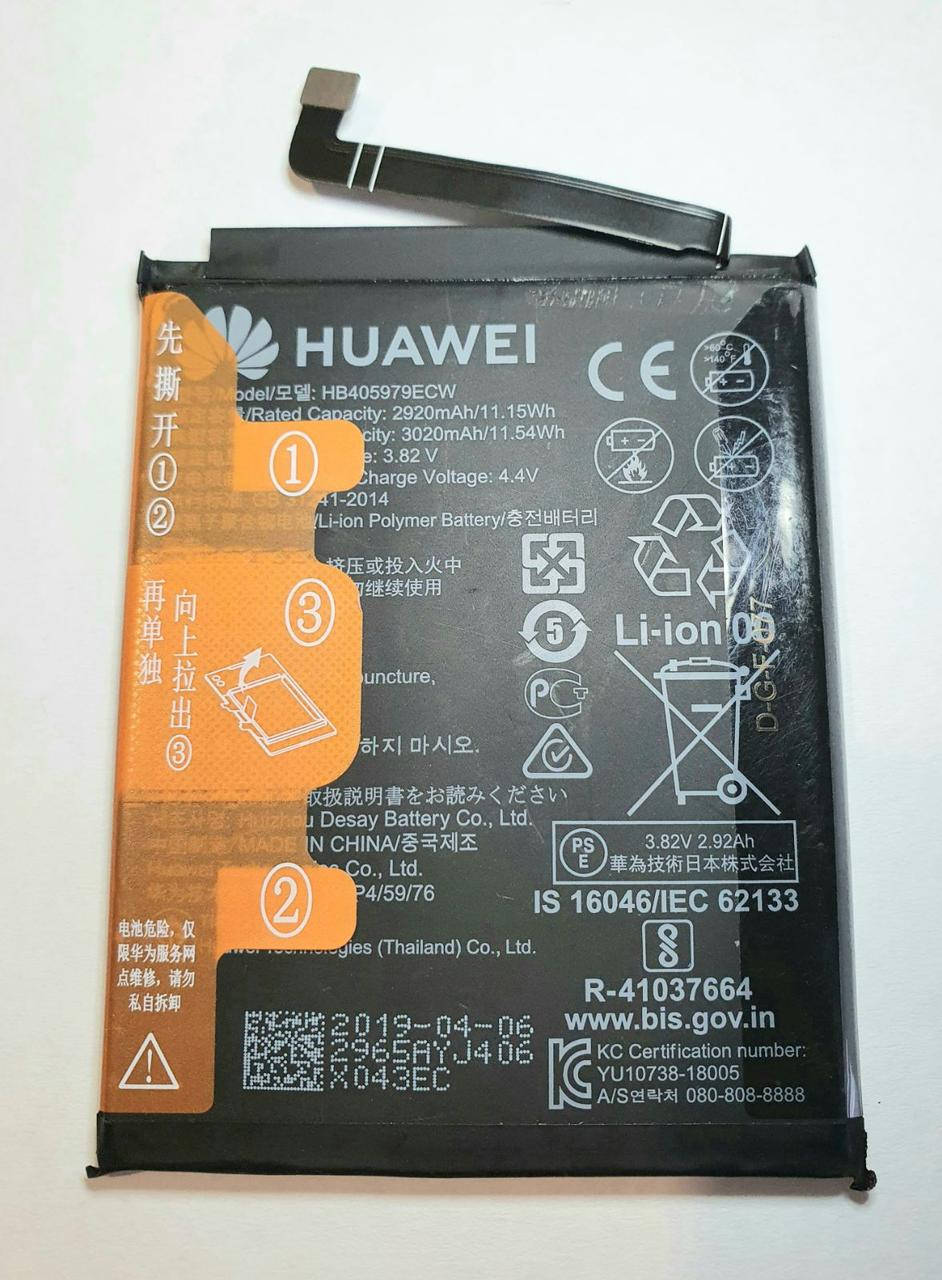 HUAWEI
先撕开①②
Model/모델: HB405979ECW
/Rated Capacity: 2920mAh/11.15Wh
3020mAh/11.54Wh
3.82 V
Charge Voltage: 4.4V
41-2014
/Li-ion Polymer Battery/충전배터리
①
>60°C
>140°F
挤压或投入火中
勿继续使用
再单独
向上拉出③
③
5
Li-ion 00
D-G-F-07
PCT
puncture,
하지 마시오.
取扱説明書をお読みください
Huizhou Desay Battery Co., Ltd.
MADE IN CHINA/중국제조
Co., Ltd.
P4/59/76
②
(Thailand) Co., Ltd.
PS
E
3.82V 2.92Ah
華為技術日本株式会社
IS 16046/IEC 62133
R-41037664
www.bis.gov.in
电池危险，仅
限华为服务网
点维修，请勿
私自拆卸
2019-04-06
2965AYJ406
X043EC
KC Certification number:
YU10738-18005
A/S연락처 080-808-8888